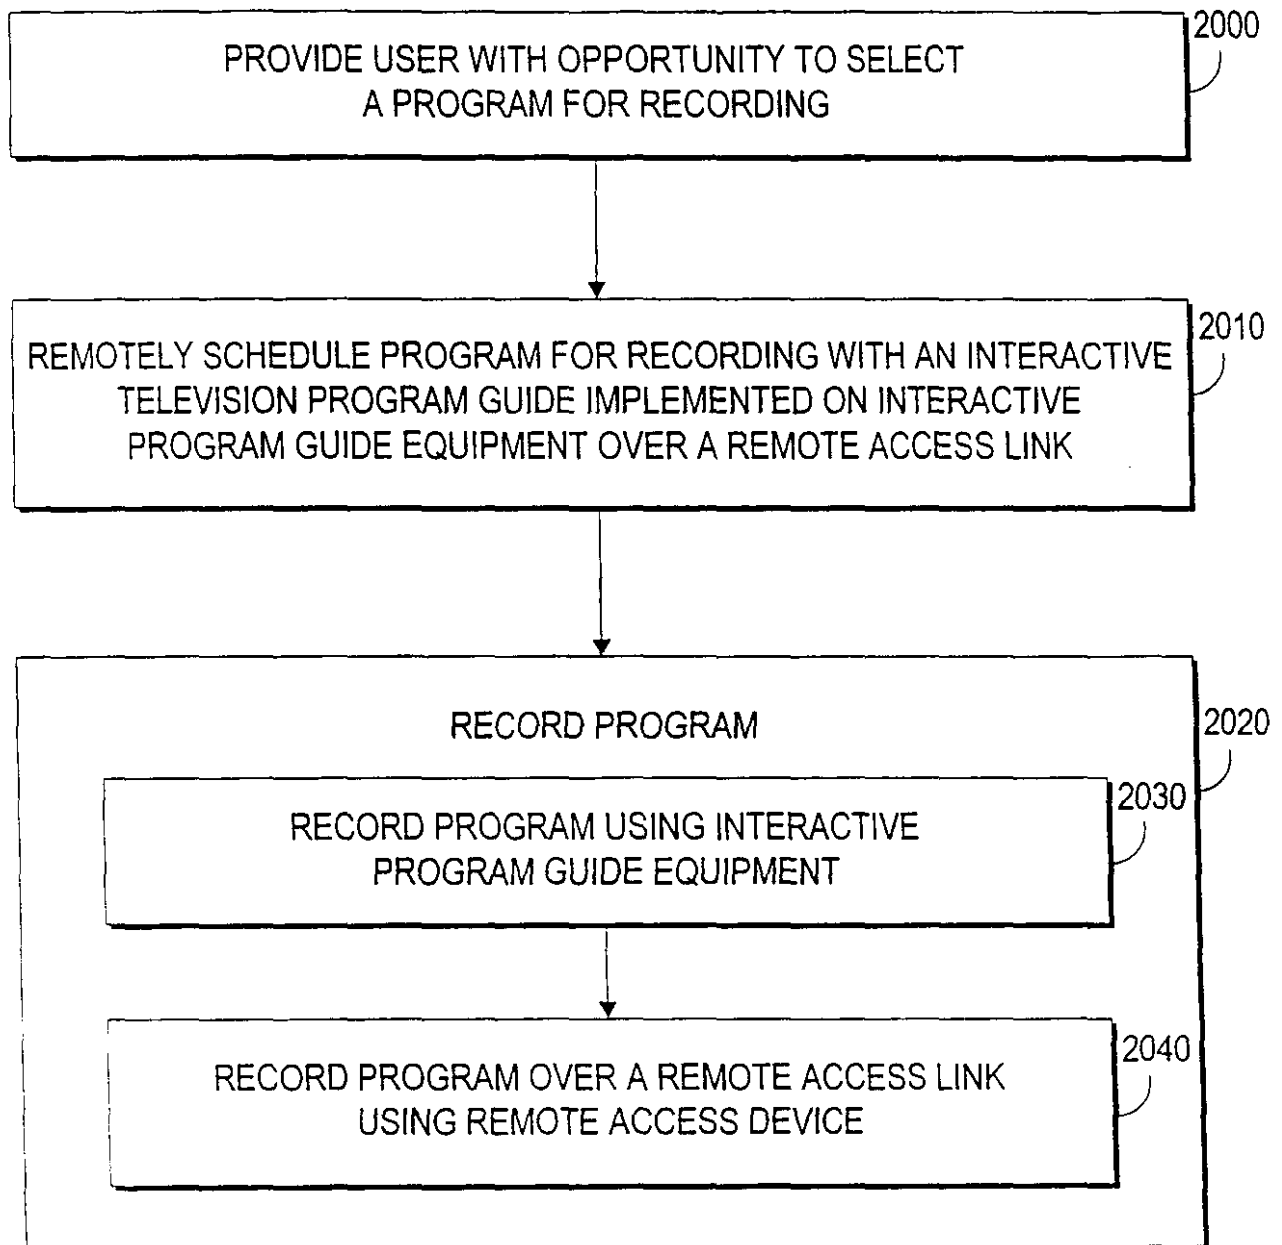 2000
PROVIDE USER WITH OPPORTUNITY TO SELECT
A PROGRAM FOR RECORDING
2010
REMOTELY SCHEDULE PROGRAM FOR RECORDING WITH AN INTERACTIVE
TELEVISION PROGRAM GUIDE IMPLEMENTED ON INTERACTIVE
PROGRAM GUIDE EQUIPMENT OVER A REMOTE ACCESS LINK
RECORD PROGRAM
2020
2030
RECORD PROGRAM USING INTERACTIVE
PROGRAM GUIDE EQUIPMENT
2040
RECORD PROGRAM OVER A REMOTE ACCESS LINK
USING REMOTE ACCESS DEVICE